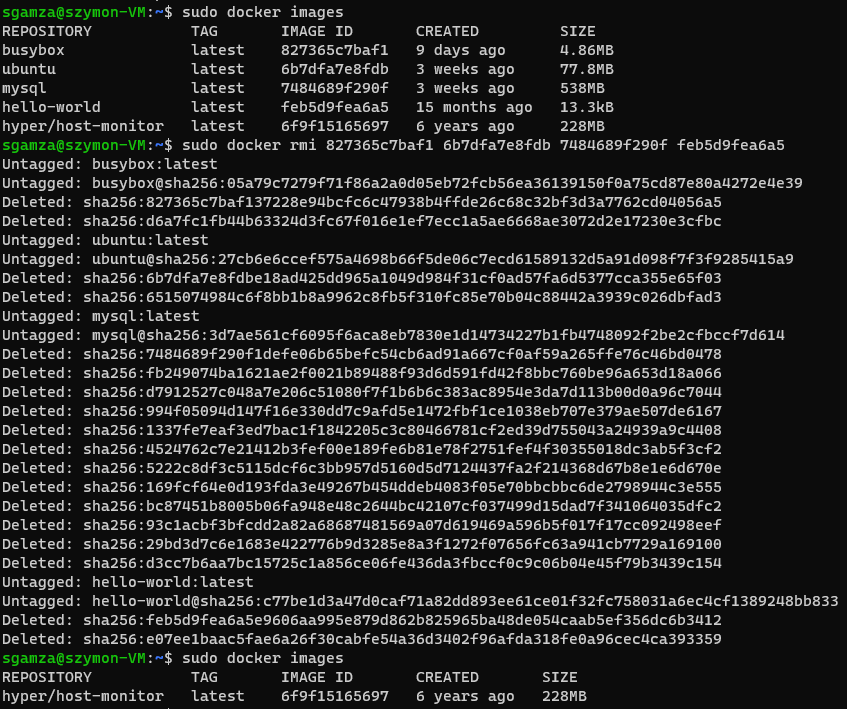 sgamza@szymon-VM:~$ sudo docker images
REPOSITORY TAG IMAGE ID CREATED SIZE
busybox latest 827365c7baf1 9 days ago 4.86MB
ubuntu latest 6b7dfa7e8fdb 3 weeks ago 77.8MB
mysql latest 7484689f290f 3 weeks ago 538MB
hello-world latest feb5d9fea6a5 15 months ago 13.3kB
hyper/host-monitor latest 6f9f15165697 6 years ago 228MB
sgamza@szymon-VM:~$ sudo docker rmi 827365c7baf1 6b7dfa7e8fdb 7484689f290f feb5d9fea6a5
Untagged: busybox:latest
Untagged: busybox@sha256:05a79c7279f71f86a2a0d05eb72fcb56ea36139150f0a75cd87e80a4272e4e39
Deleted: sha256:827365c7baf137228e94bcfc6c47938b4ffde26c68c32bf3d3a7762cd04056a5
Deleted: sha256:d6a7fc1fb44b63324d3fc67f016e1ef7ecc1a5ae6668ae3072d2e17230e3cfbc
Untagged: ubuntu:latest
Untagged: ubuntu@sha256:27cb6e6ccef575a4698b66f5de06c7ecd61589132d5a91d098f7f3f9285415a9
Deleted: sha256:6b7dfa7e8fdbe18ad425dd965a1049d984f31cf0ad57fa6d5377cca355e65f03
Deleted: sha256:6515074984c6f8bb1b8a9962c8fb5f310fc85e70b04c88442a3939c026dbfad3
Untagged: mysql:latest
Untagged: mysql@sha256:3d7ae561cf6095f6aca8eb7830e1d14734227b1fb4748092f2be2cfbccf7d614
Deleted: sha256:7484689f290f1defe06b65befc54cb6ad91a667cf0af59a265ffe76c46bd0478
Deleted: sha256:fb249074ba1621ae2f0021b89488f93d6d591fd42f8bbc760be96a653d18a066
Deleted: sha256:d7912527c048a7e206c51080f7f1b6b6c383ac8954e3da7d113b00d0a96c7044
Deleted: sha256:994f05094d147f16e330dd7c9afd5e1472fbf1ce1038eb707e379ae507de6167
Deleted: sha256:1337fe7eaf3ed7bac1f1842205c3c80466781cf2ed39d755043a24939a9c4408
Deleted: sha256:4524762c7e21412b3fef00e189fe6b81e78f2751fef4f30355018dc3ab5f3cf2
Deleted: sha256:5222c8df3c5115dcf6c3bb957d5160d5d7124437fa2f214368d67b8e1e6d670e
Deleted: sha256:169fcf64e0d193fda3e49267b454ddeb4083f05e70bbcbbc6de2798944c3e555
Deleted: sha256:bc87451b8005b06fa948e48c2644bc42107cf037499d15dad7f341064035dfc2
Deleted: sha256:93c1acbf3bfcdd2a82a68687481569a07d619469a596b5f017f17cc092498eef
Deleted: sha256:29bd3d7c6e1683e422776b9d3285e8a3f1272f07656fc63a941cb7729a169100
Deleted: sha256:d3cc7b6aa7bc15725c1a856ce06fe436da3fbccf0c9c06b04e45f79b3439c154
Untagged: hello-world:latest
Untagged: hello-world@sha256:c77be1d3a47d0caf71a82dd893ee61ce01f32fc758031a6ec4cf1389248bb833
Deleted: sha256:feb5d9fea6a5e9606aa995e879d862b825965ba48de054caab5ef356dc6b3412
Deleted: sha256:e07ee1baac5fae6a26f30cabfe54a36d3402f96afda318fe0a96cec4ca393359
sgamza@szymon-VM:~$ sudo docker images
REPOSITORY TAG IMAGE ID CREATED SIZE
hyper/host-monitor latest 6f9f15165697 6 years ago 228MB